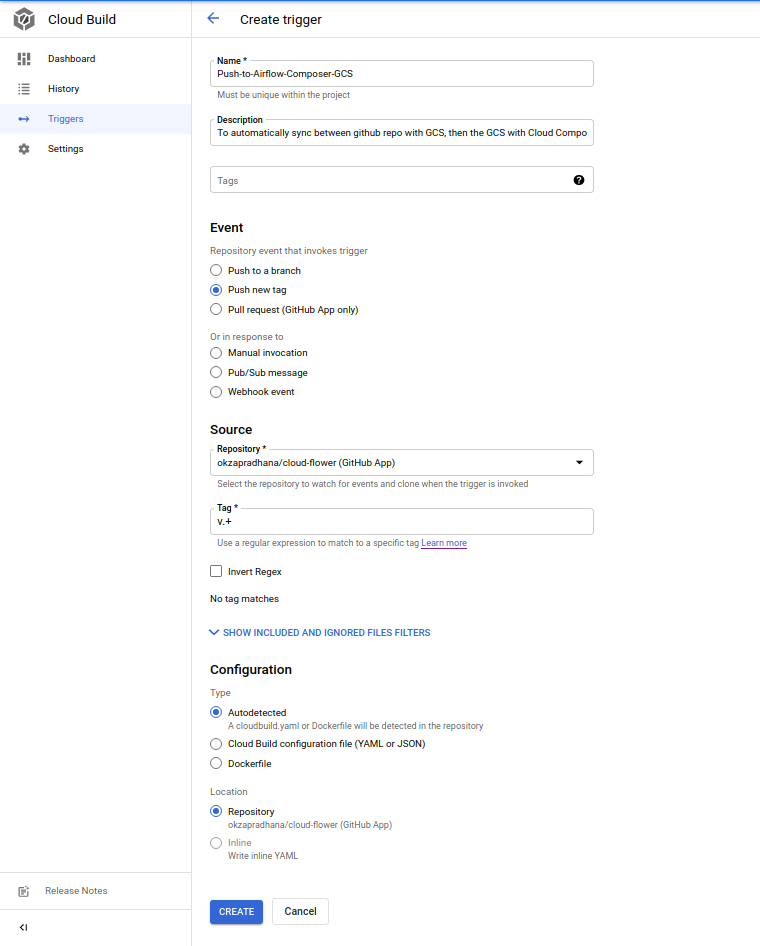 Cloud Build
Create trigger
Dashboard
History
Triggers
Settings
Name *
Push-to-Airflow-Composer-GCS
Must be unique within the project
Description
To automatically sync between github repo with GCS, then the GCS with Cloud Compo
Tags
?
Event
Repository event that invokes trigger
Push to a branch
Push new tag
Pull request (GitHub App only)
Or in response to
Manual invocation
Pub/Sub message
Webhook event
Source
Repository *
okzapradhana/cloud-flower (GitHub App)
Select the repository to watch for events and clone when the trigger is invoked
Tag *
v.+
Use a regular expression to match to a specific tag Learn more
Invert Regex
No tag matches
SHOW INCLUDED AND IGNORED FILES FILTERS
Configuration
Type
Autodetected
A cloudbuild.yaml or Dockerfile will be detected in the repository
Cloud Build configuration file (YAML or JSON)
Dockerfile
Location
Repository
okzapradhana/cloud-flower (GitHub App)
Inline
Write inline YAML
Release Notes
CREATE
Cancel